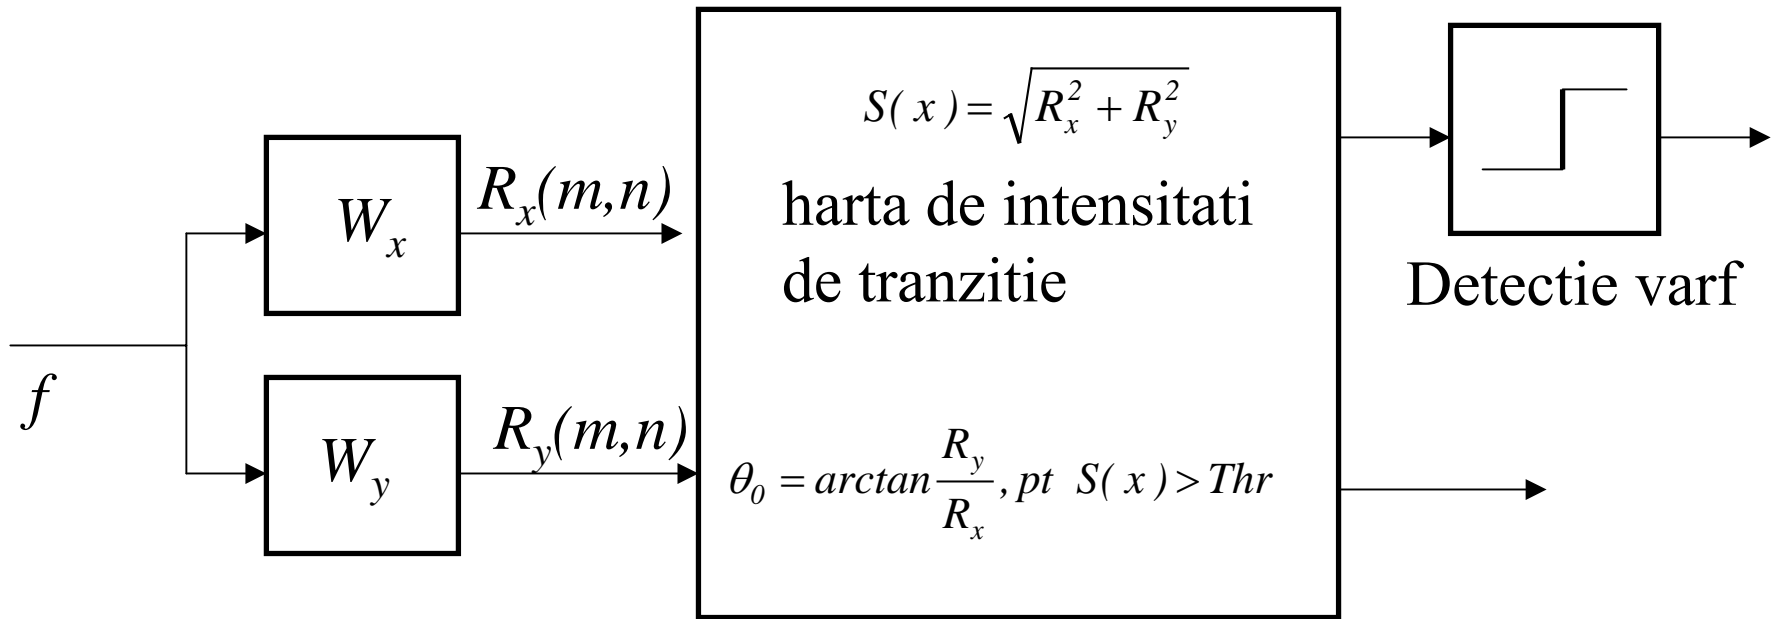 f
W_x
R_x(m,n)
W_y
R_y(m,n)
S( x ) = √(R_x^2 + R_y^2)
harta de intensitati
de tranzitie
θ_0 = arctan R_y/R_x , pt S( x ) > Thr
Detectie varf